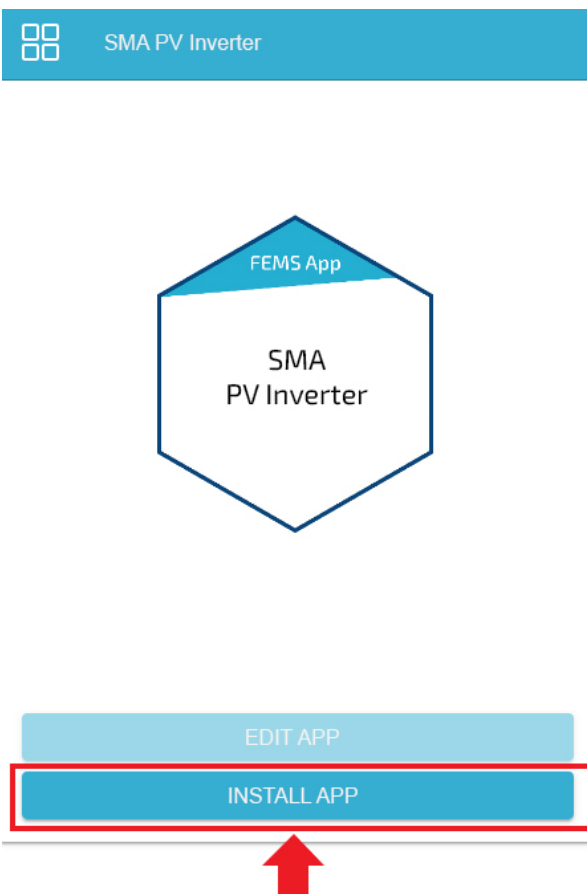 SMA PV Inverter
FEMS App
SMA
PV Inverter
EDIT APP
INSTALL APP